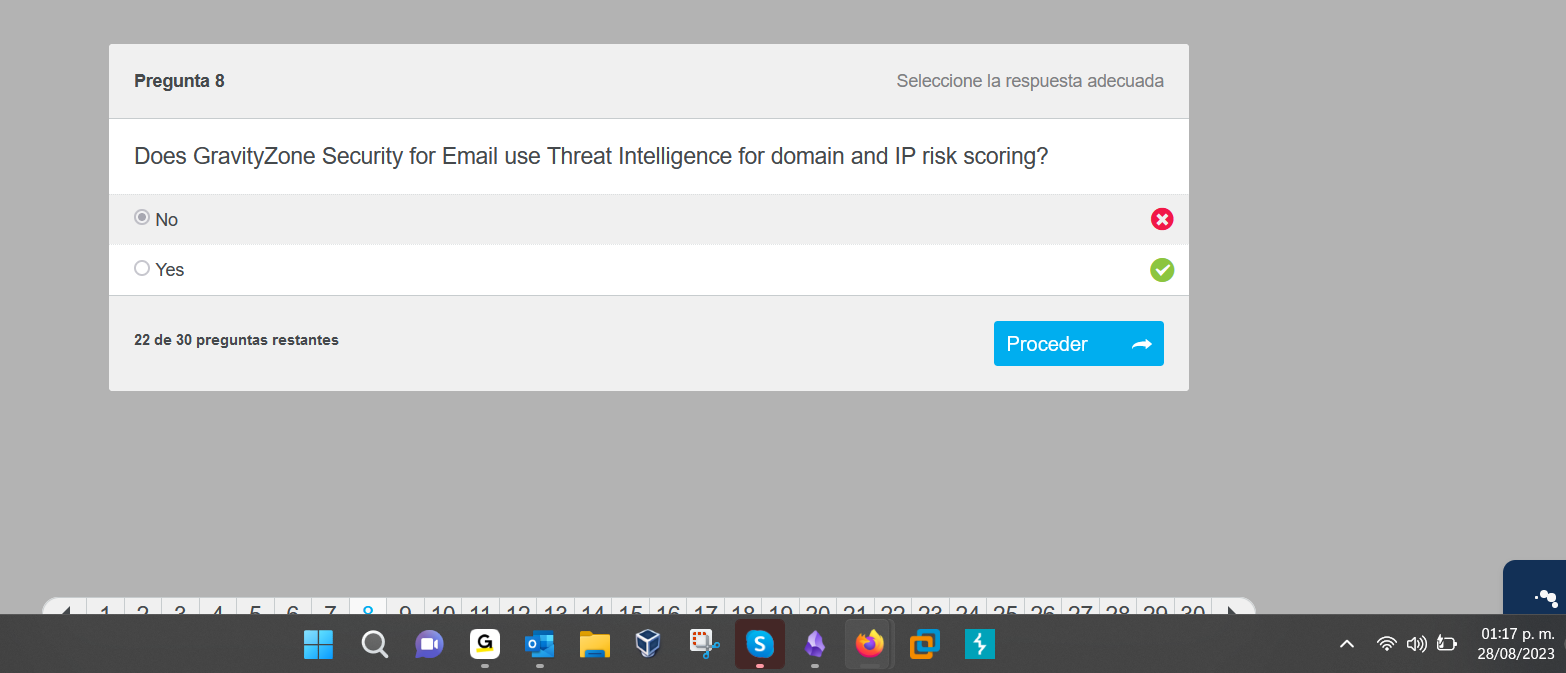 Pregunta 8
Seleccione la respuesta adecuada
Does GravityZone Security for Email use Threat Intelligence for domain and IP risk scoring?
No
Yes
22 de 30 preguntas restantes
Proceder
1 2 3 4 5 6 7 8 9 10 11 12 13 14 15 16 17 18 19 20 21 22 23 24 25 26 27 28 29 30
G
O
S
01:17 p. m.
28/08/2023